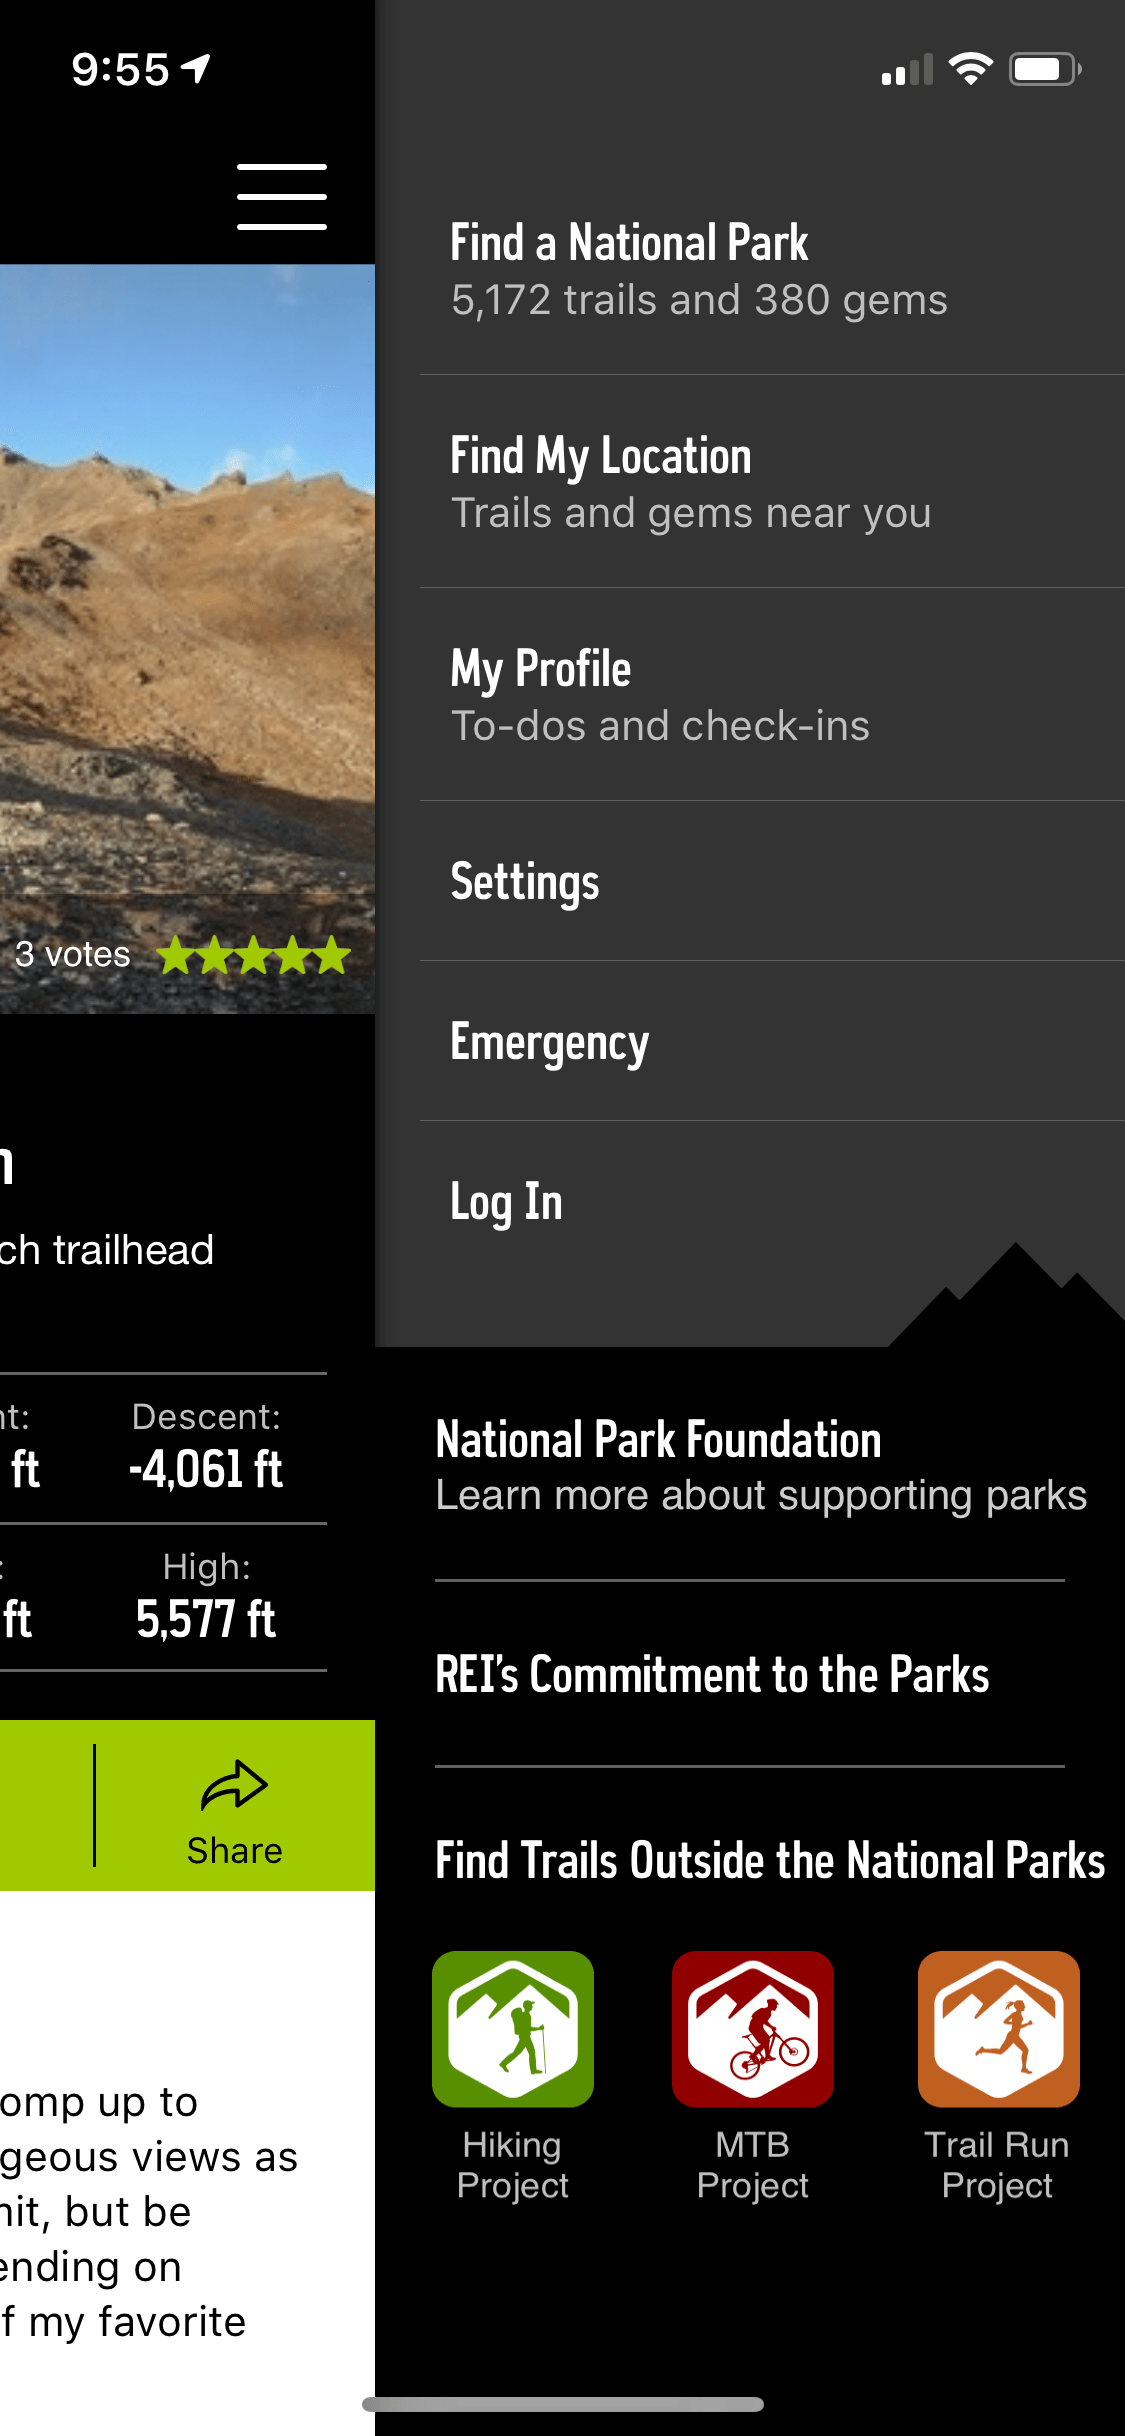 9:55
3 votes
ch trailhead
Descent:
ft
-4,061 ft
High:
ft
5,577 ft
Share
omp up to
geous views as
nit, but be
ending on
f my favorite
Find a National Park
5,172 trails and 380 gems
Find My Location
Trails and gems near you
My Profile
To-dos and check-ins
Settings
Emergency
Log In
National Park Foundation
Learn more about supporting parks
REI's Commitment to the Parks
Find Trails Outside the National Parks
Hiking
Project
MTB
Project
Trail Run
Project